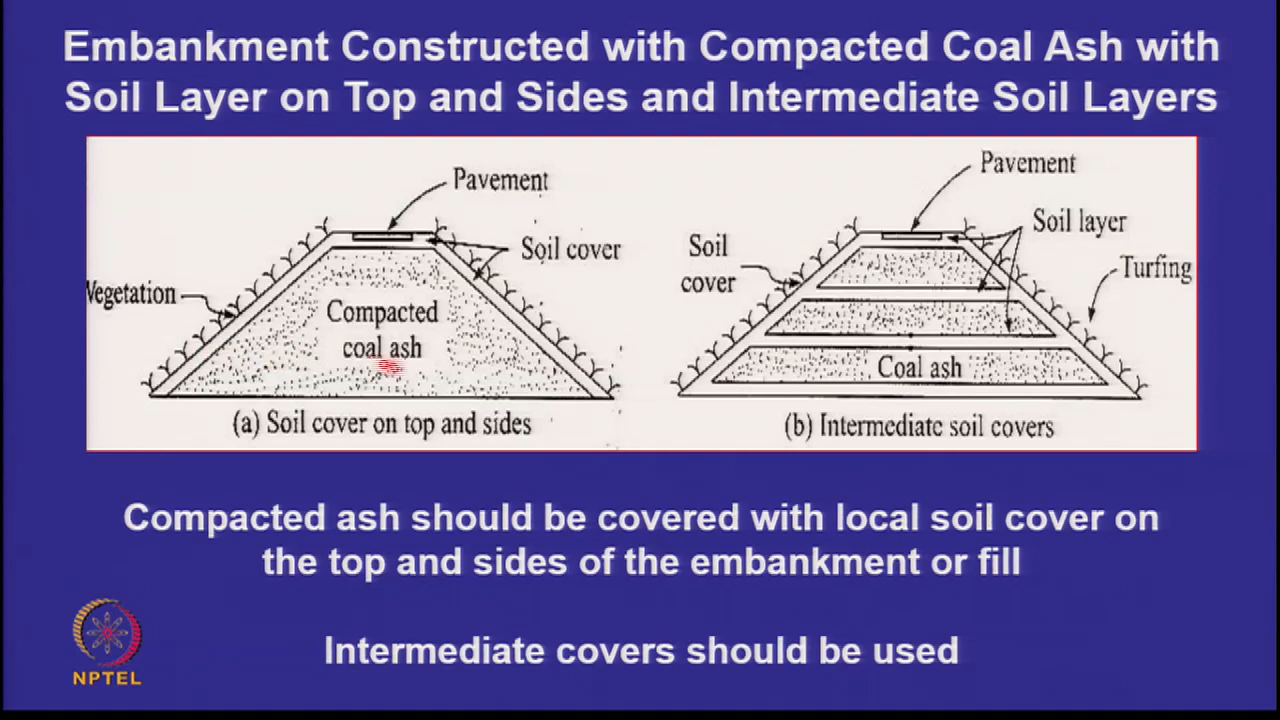 Embankment Constructed with Compacted Coal Ash with
Soil Layer on Top and Sides and Intermediate Soil Layers
Pavement
Soil cover
Vegetation
Compacted
coal ash
(a) Soil cover on top and sides
Pavement
Soil layer
Soil
cover
Turfing
Coal ash
(b) Intermediate soil covers
Compacted ash should be covered with local soil cover on
the top and sides of the embankment or fill
Intermediate covers should be used
NPTEL